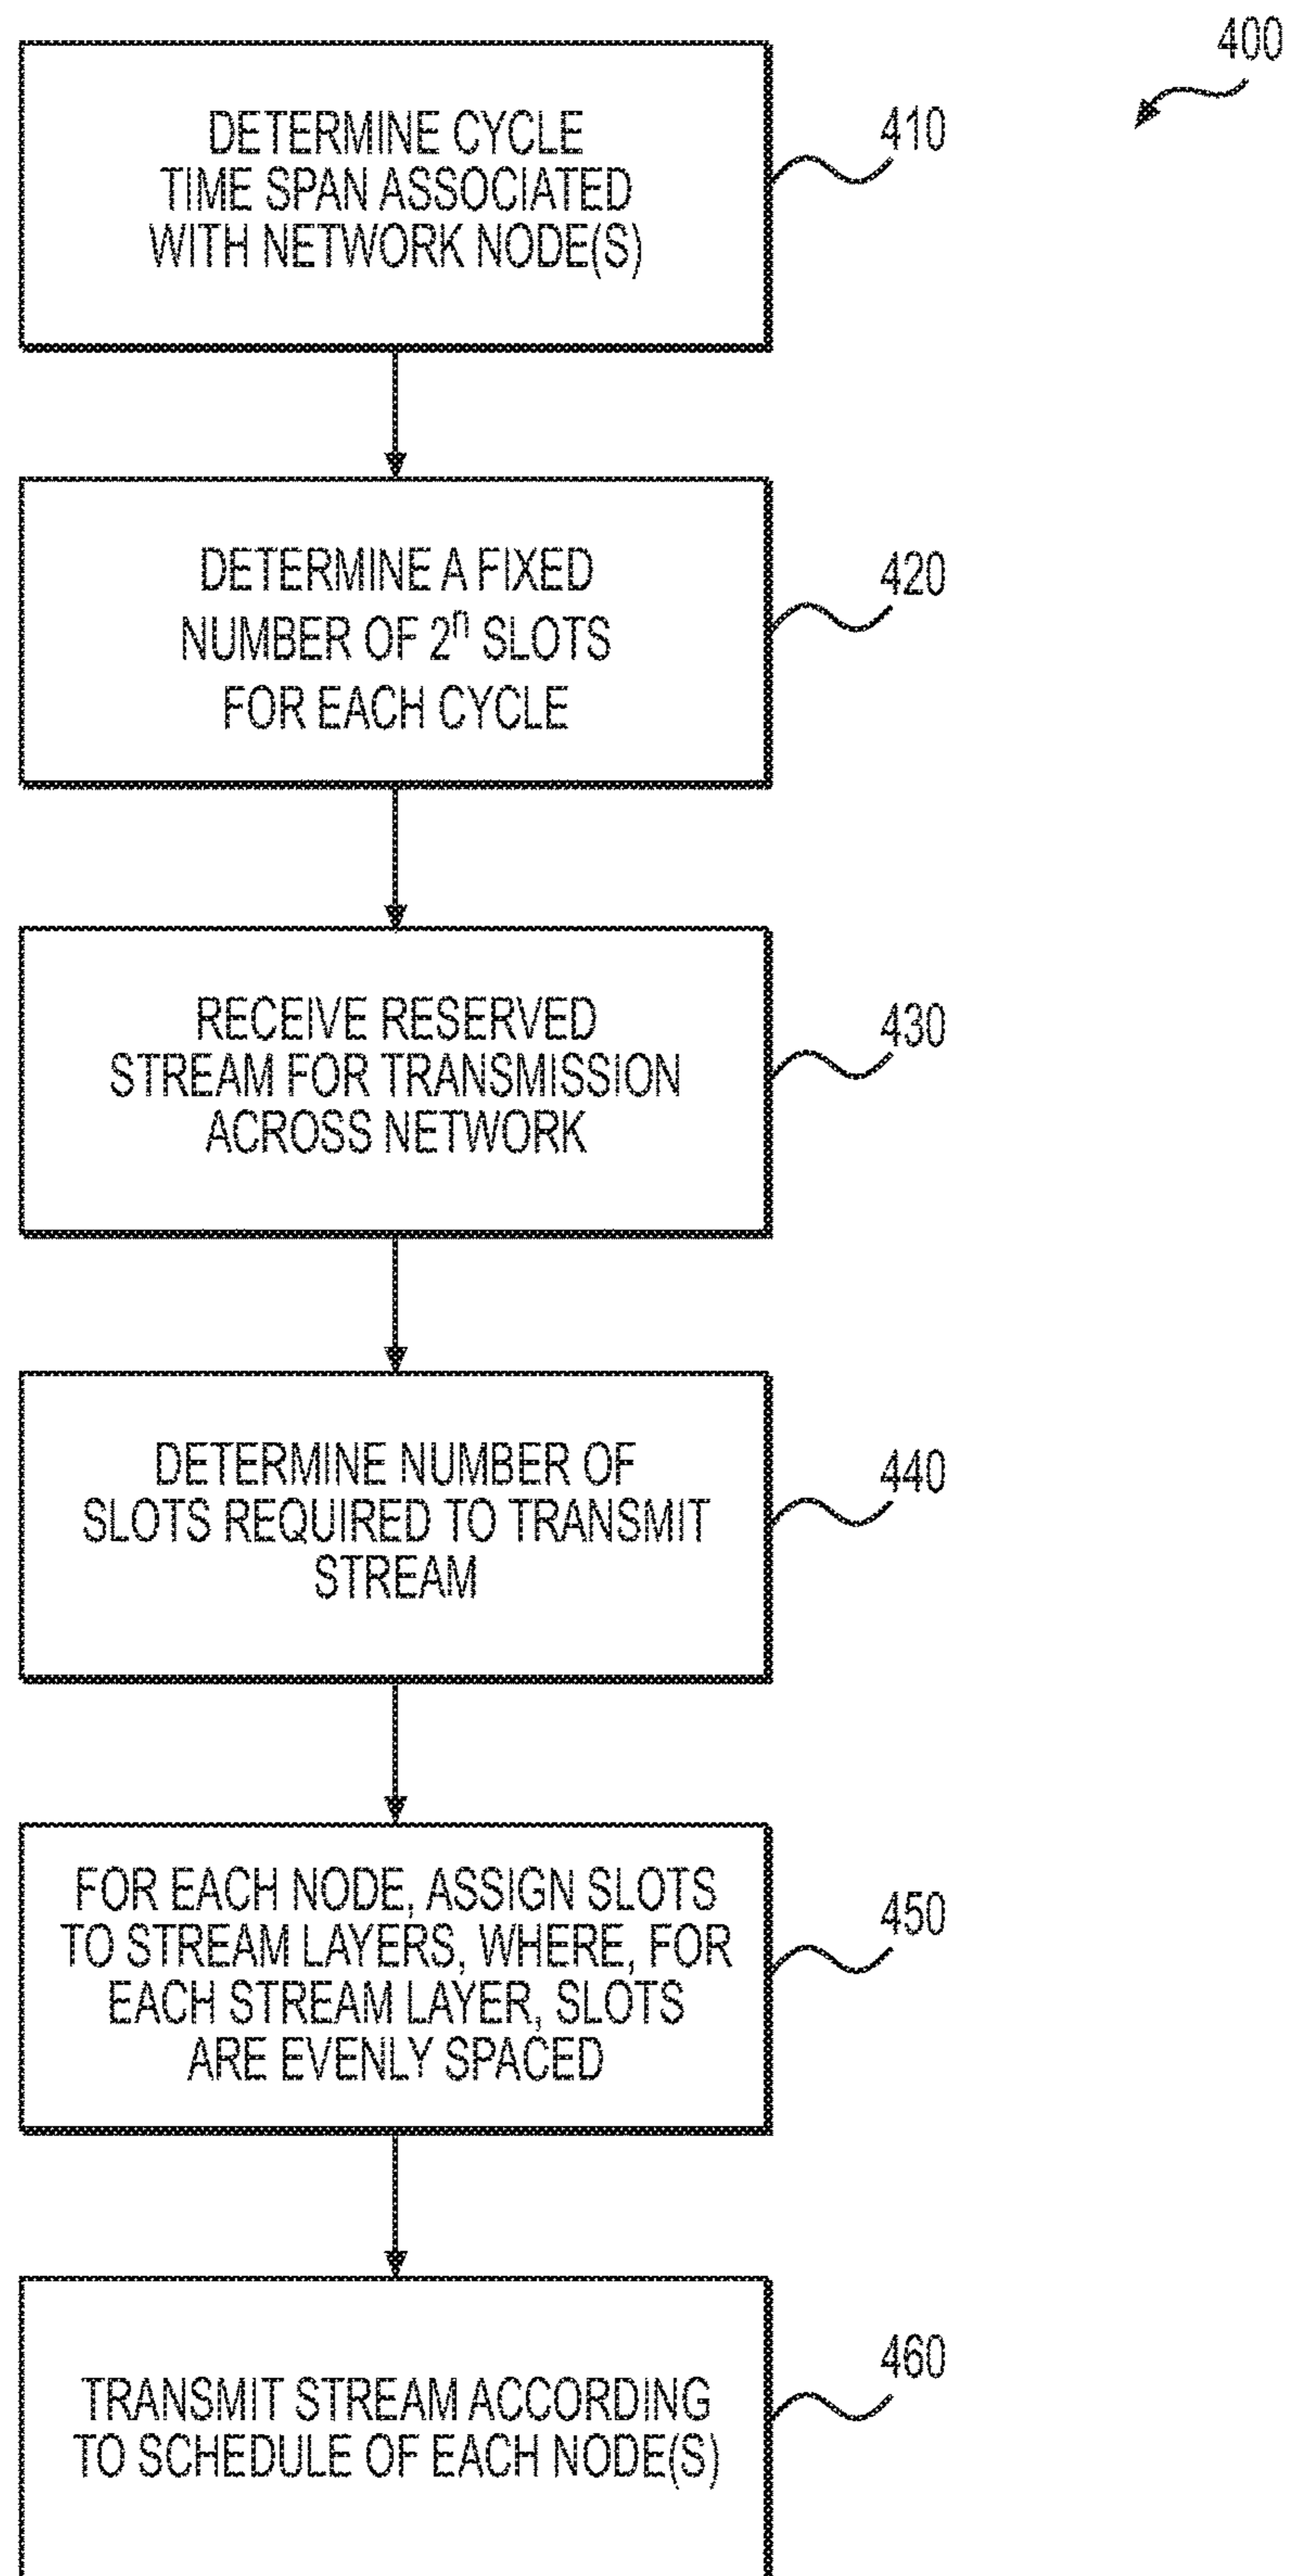 400
DETERMINE CYCLE
TIME SPAN ASSOCIATED
WITH NETWORK NODE(S)
410
DETERMINE A FIXED
NUMBER OF 2ⁿ SLOTS
FOR EACH CYCLE
420
RECEIVE RESERVED
STREAM FOR TRANSMISSION
ACROSS NETWORK
430
DETERMINE NUMBER OF
SLOTS REQUIRED TO TRANSMIT
STREAM
440
FOR EACH NODE, ASSIGN SLOTS
TO STREAM LAYERS, WHERE, FOR
EACH STREAM LAYER, SLOTS
ARE EVENLY SPACED
450
TRANSMIT STREAM ACCORDING
TO SCHEDULE OF EACH NODE(S)
460